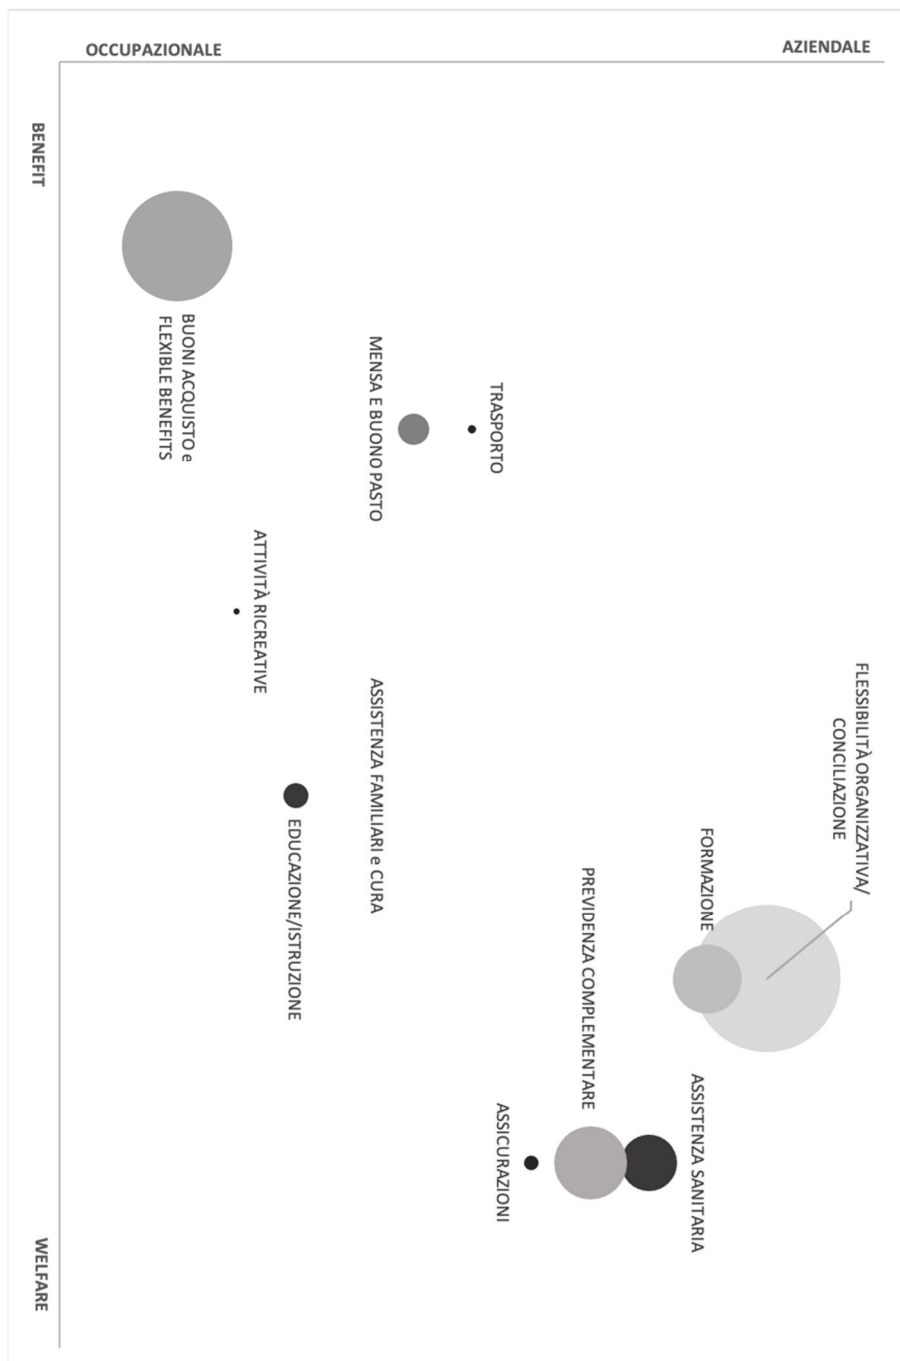 OCCUPAZIONALE
AZIENDALE
BENEFIT
WELFARE
BUONI ACQUISTO e
FLEXIBLE BENEFITS
MENSA E BUONO PASTO
TRASPORTO
ATTIVITÀ RICREATIVE
ASSISTENZA FAMILIARI e CURA
EDUCAZIONE/ISTRUZIONE
FLESSIBILITÀ ORGANIZZATIVA/
CONCILIAZIONE
FORMAZIONE
PREVIDENZA COMPLEMENTARE
ASSISTENZA SANITARIA
ASSICURAZIONI